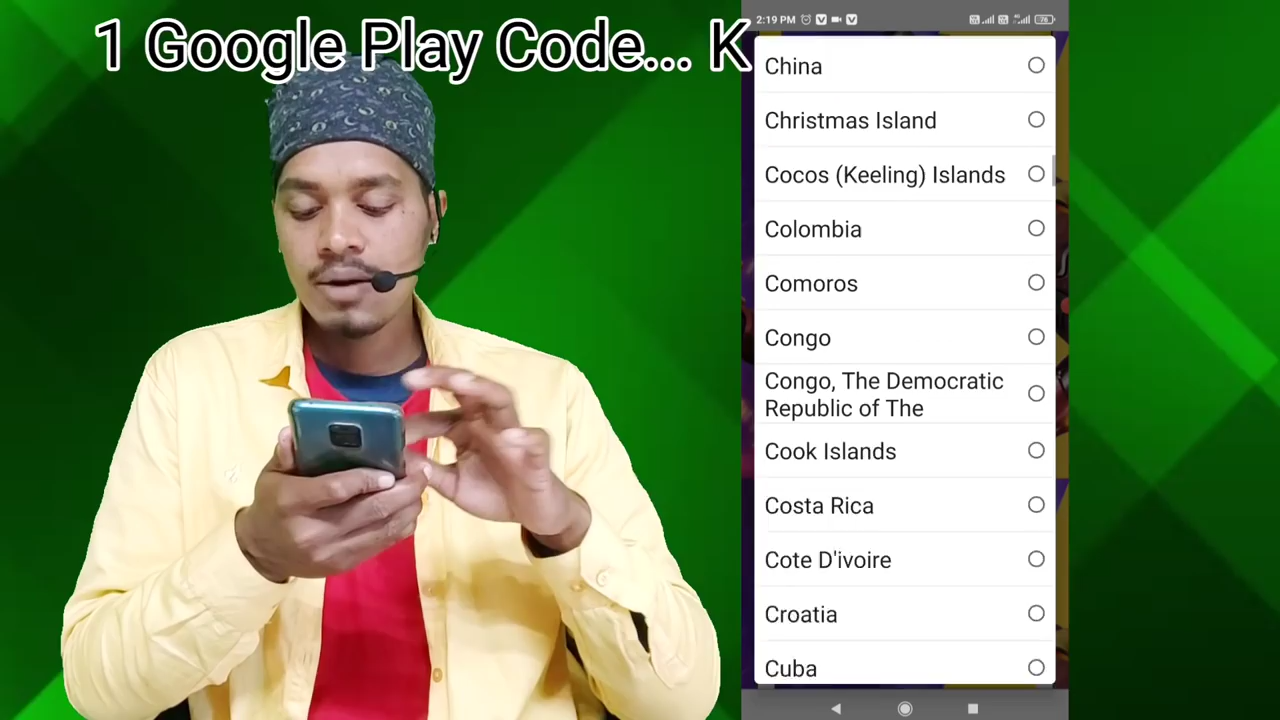 1 Google Play Code... K
2:19 PM
76
China
Christmas Island
Cocos (Keeling) Islands
Colombia
Comoros
Congo
Congo, The Democratic
Republic of The
Cook Islands
Costa Rica
Cote D'ivoire
Croatia
Cuba